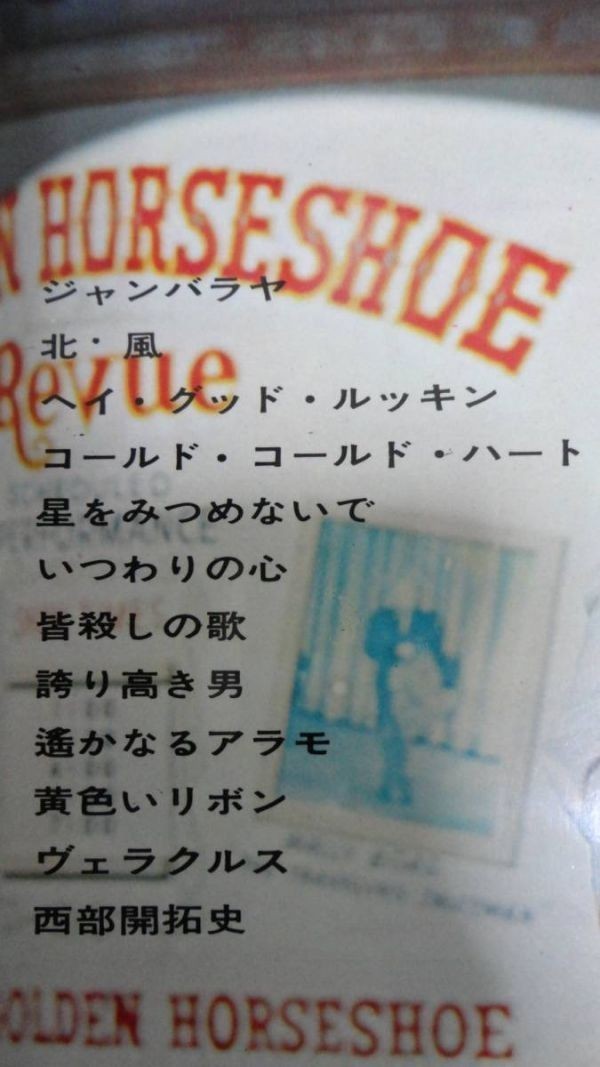 HORSESHOE
Revue
ジャンバラヤ
北・風
ヘイ・グッド・ルッキン
コールド・コールド・ハート
星をみつめないで
いつわりの心
皆殺しの歌
誇り高き男
遙かなるアラモ
黄色いリボン
ヴェラクルス
西部開拓史
GOLDEN HORSESHOE